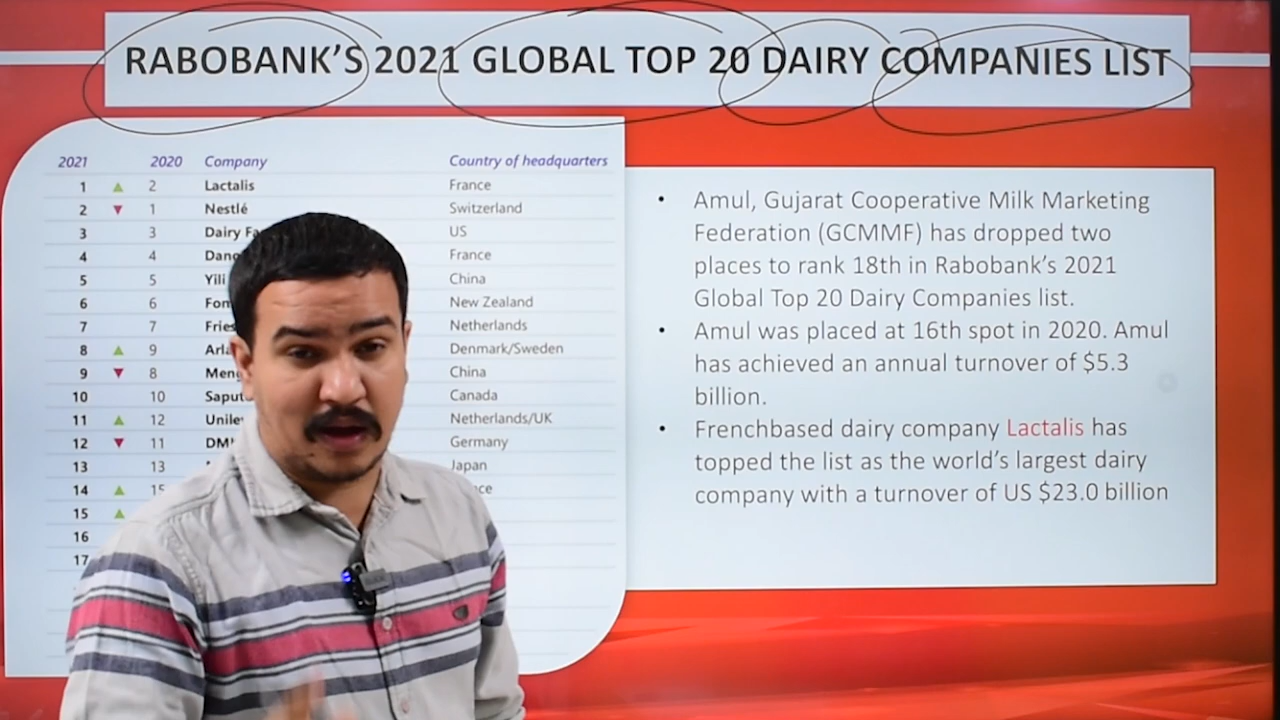 RABOBANK'S 2021 GLOBAL TOP 20 DAIRY COMPANIES LIST
2021 2020 Company Country of headquarters
1 2 Lactalis France
2 1 Nestlé Switzerland
3 3 Dairy US
4 4 France
5 5 Yili China
6 6 New Zealand
7 7 Netherlands
8 9 Denmark/Sweden
9 8 China
10 10 Canada
11 12 Netherlands/UK
12 11 Germany
13 13 Japan
14 15
15
16
17
• Amul, Gujarat Cooperative Milk Marketing
Federation (GCMMF) has dropped two
places to rank 18th in Rabobank's 2021
Global Top 20 Dairy Companies list.
• Amul was placed at 16th spot in 2020. Amul
has achieved an annual turnover of $5.3
billion.
• Frenchbased dairy company Lactalis has
topped the list as the world's largest dairy
company with a turnover of US $23.0 billion